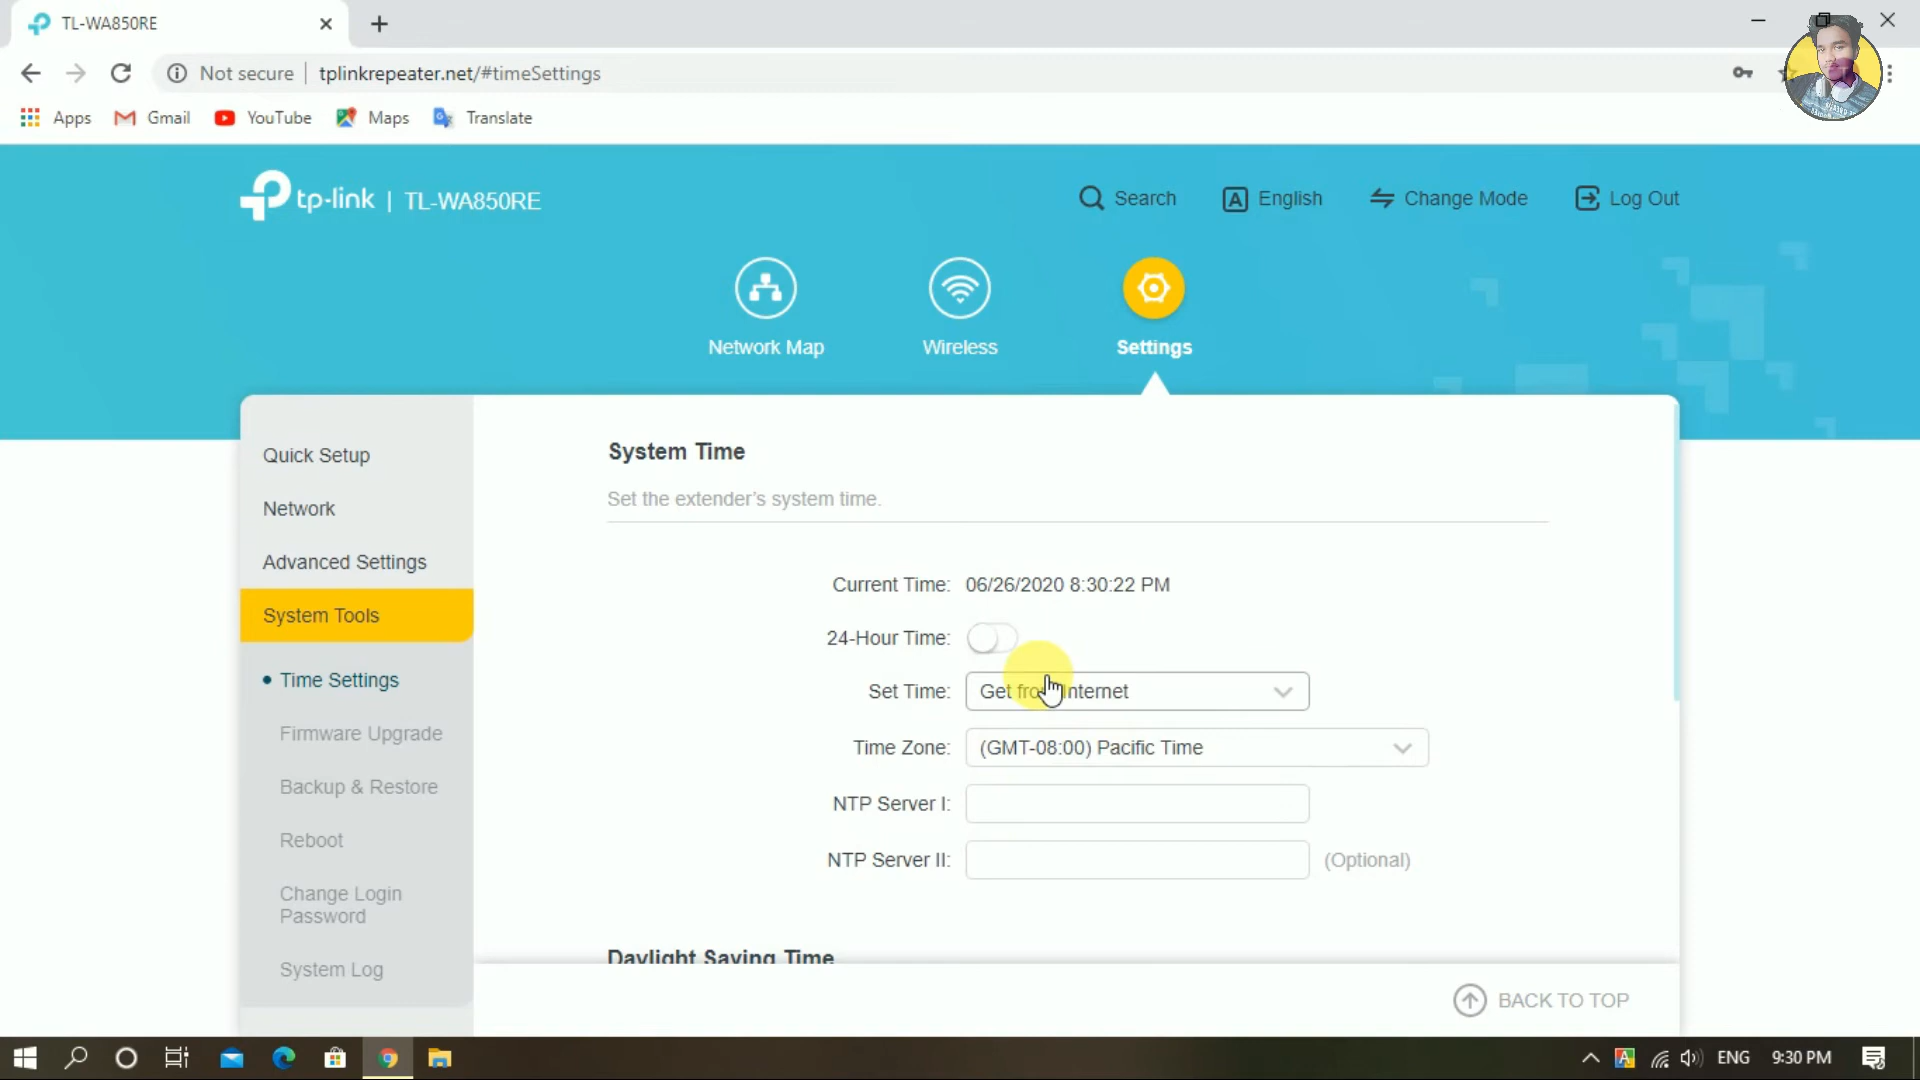 TL-WA850RE
Not secure | tplinkrepeater.net/#timeSettings
Apps Gmail YouTube Maps Translate
tp-link | TL-WA850RE
Search English Change Mode Log Out
Network Map Wireless Settings
Quick Setup
Network
Advanced Settings
System Tools
Time Settings
Firmware Upgrade
Backup & Restore
Reboot
Change Login
Password
System Log
System Time
Set the extender's system time.
Current Time: 06/26/2020 8:30:22 PM
24-Hour Time:
Set Time: Get from Internet
Time Zone: (GMT-08:00) Pacific Time
NTP Server I:
NTP Server II: (Optional)
Daylight Saving Time
BACK TO TOP
ENG 9:30 PM